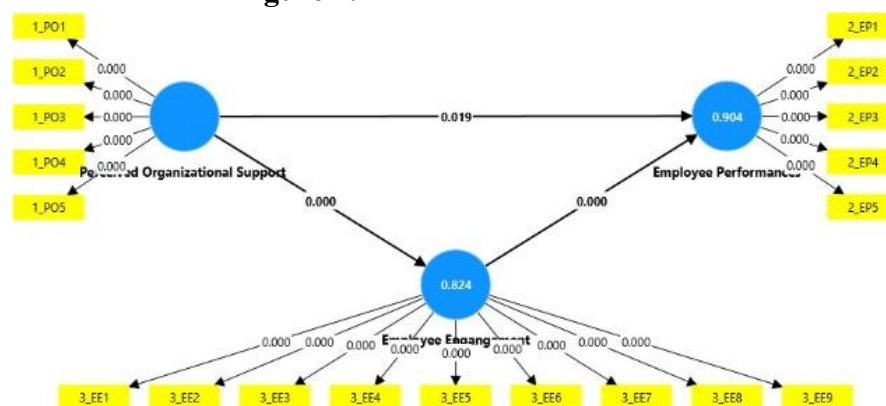 1_PO1
1_PO2
1_PO3
1_PO4
1_PO5
0.000
0.000
0.000
0.000
0.000
Perceived Organizational Support
0.019
0.000
0.000
0.904
Employee Performances
0.000
0.000
0.000
0.000
0.000
2_EP1
2_EP2
2_EP3
2_EP4
2_EP5
0.824
Employee Engangement
0.000
0.000
0.000
0.000
0.000
0.000
0.000
0.000
0.000
3_EE1
3_EE2
3_EE3
3_EE4
3_EE5
3_EE6
3_EE7
3_EE8
3_EE9